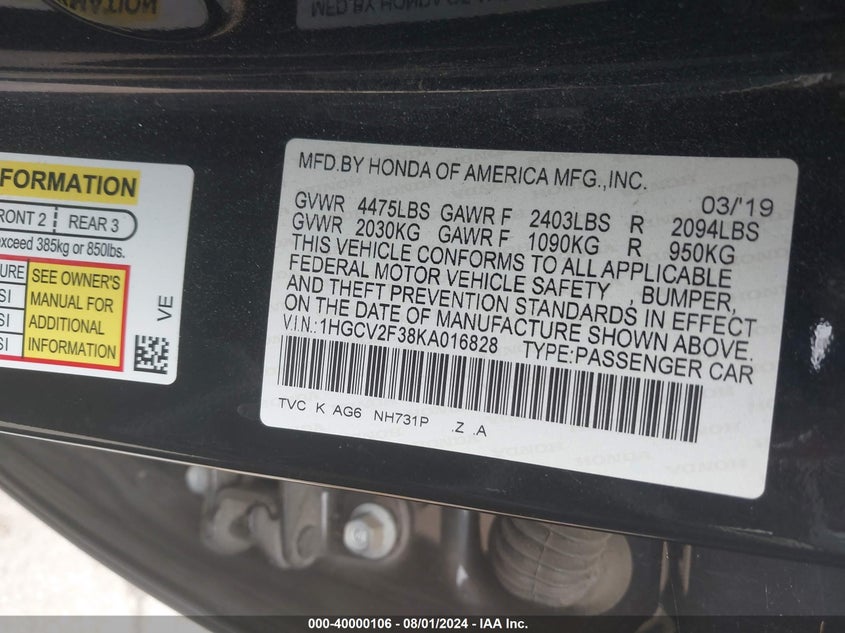 FORMATION
FRONT 2 REAR 3
exceed 385kg or 850lbs.
SURE SEE OWNER'S
SI MANUAL FOR
SI ADDITIONAL
SI INFORMATION
VE
MFD.BY HONDA OF AMERICA MFG.,INC.
03/'19
GVWR 4475LBS GAWR F 2403LBS R 2094LBS
GVWR 2030KG GAWR F 1090KG R 950KG
THIS VEHICLE CONFORMS TO ALL APPLICABLE
FEDERAL MOTOR VEHICLE SAFETY , BUMPER,
AND THEFT PREVENTION STANDARDS IN EFFECT
ON THE DATE OF MANUFACTURE SHOWN ABOVE.
V.I.N.:1HGCV2F38KA016828 TYPE:PASSENGER CAR
TVC K AG6 NH731P .Z .A
000-40000106 - 08/01/2024 - IAA Inc.